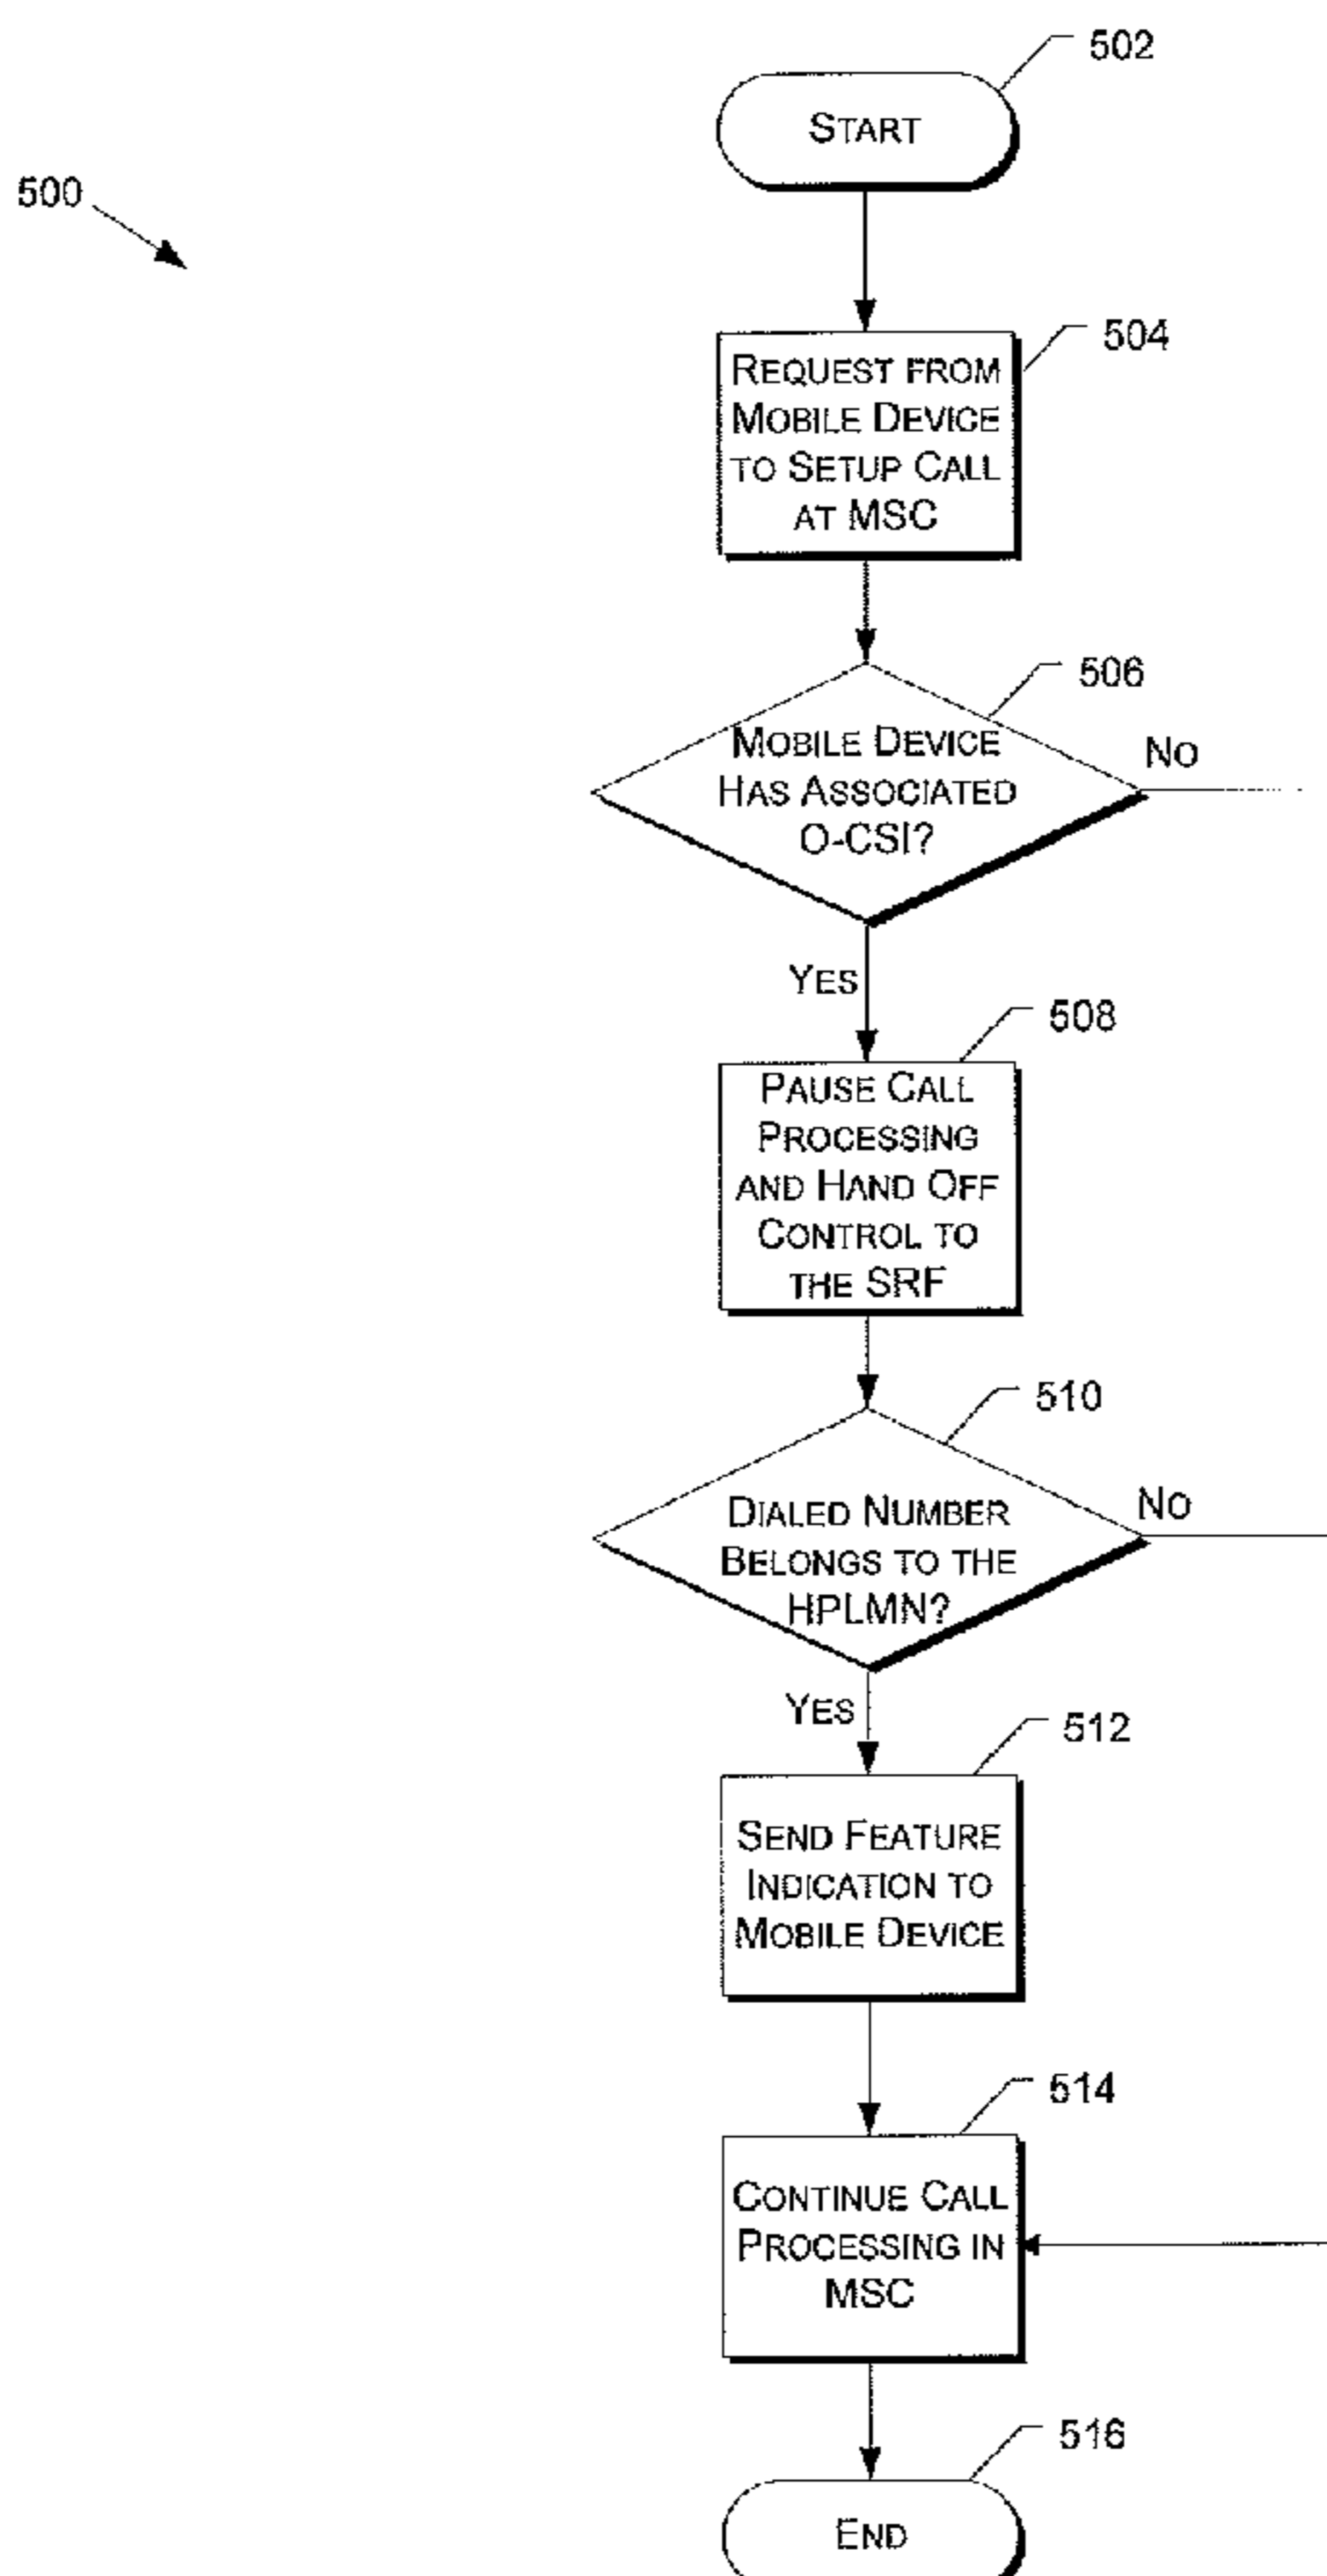 502
START
500
504
REQUEST FROM
MOBILE DEVICE
TO SETUP CALL
AT MSC
506
MOBILE DEVICE
HAS ASSOCIATED
O-CSI?
NO
YES
508
PAUSE CALL
PROCESSING
AND HAND OFF
CONTROL TO
THE SRF
510
DIALED NUMBER
BELONGS TO THE
HPLMN?
NO
YES
512
SEND FEATURE
INDICATION TO
MOBILE DEVICE
514
CONTINUE CALL
PROCESSING IN
MSC
516
END